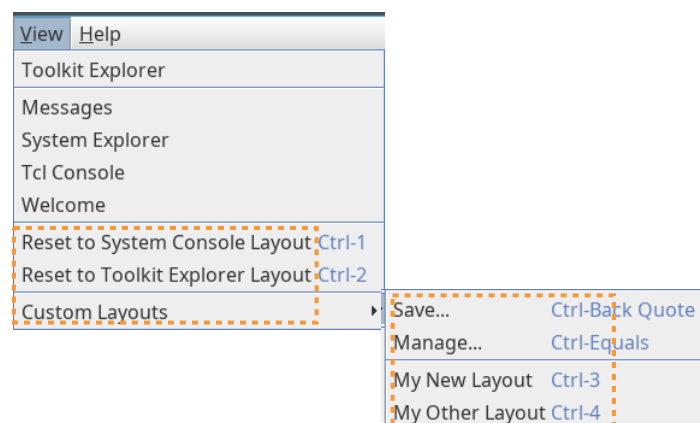 View Help
Toolkit Explorer
Messages
System Explorer
Tcl Console
Welcome
Reset to System Console Layout Ctrl-1
Reset to Toolkit Explorer Layout Ctrl-2
Custom Layouts
Save... Ctrl-Back Quote
Manage... Ctrl-Equals
My New Layout Ctrl-3
My Other Layout Ctrl-4